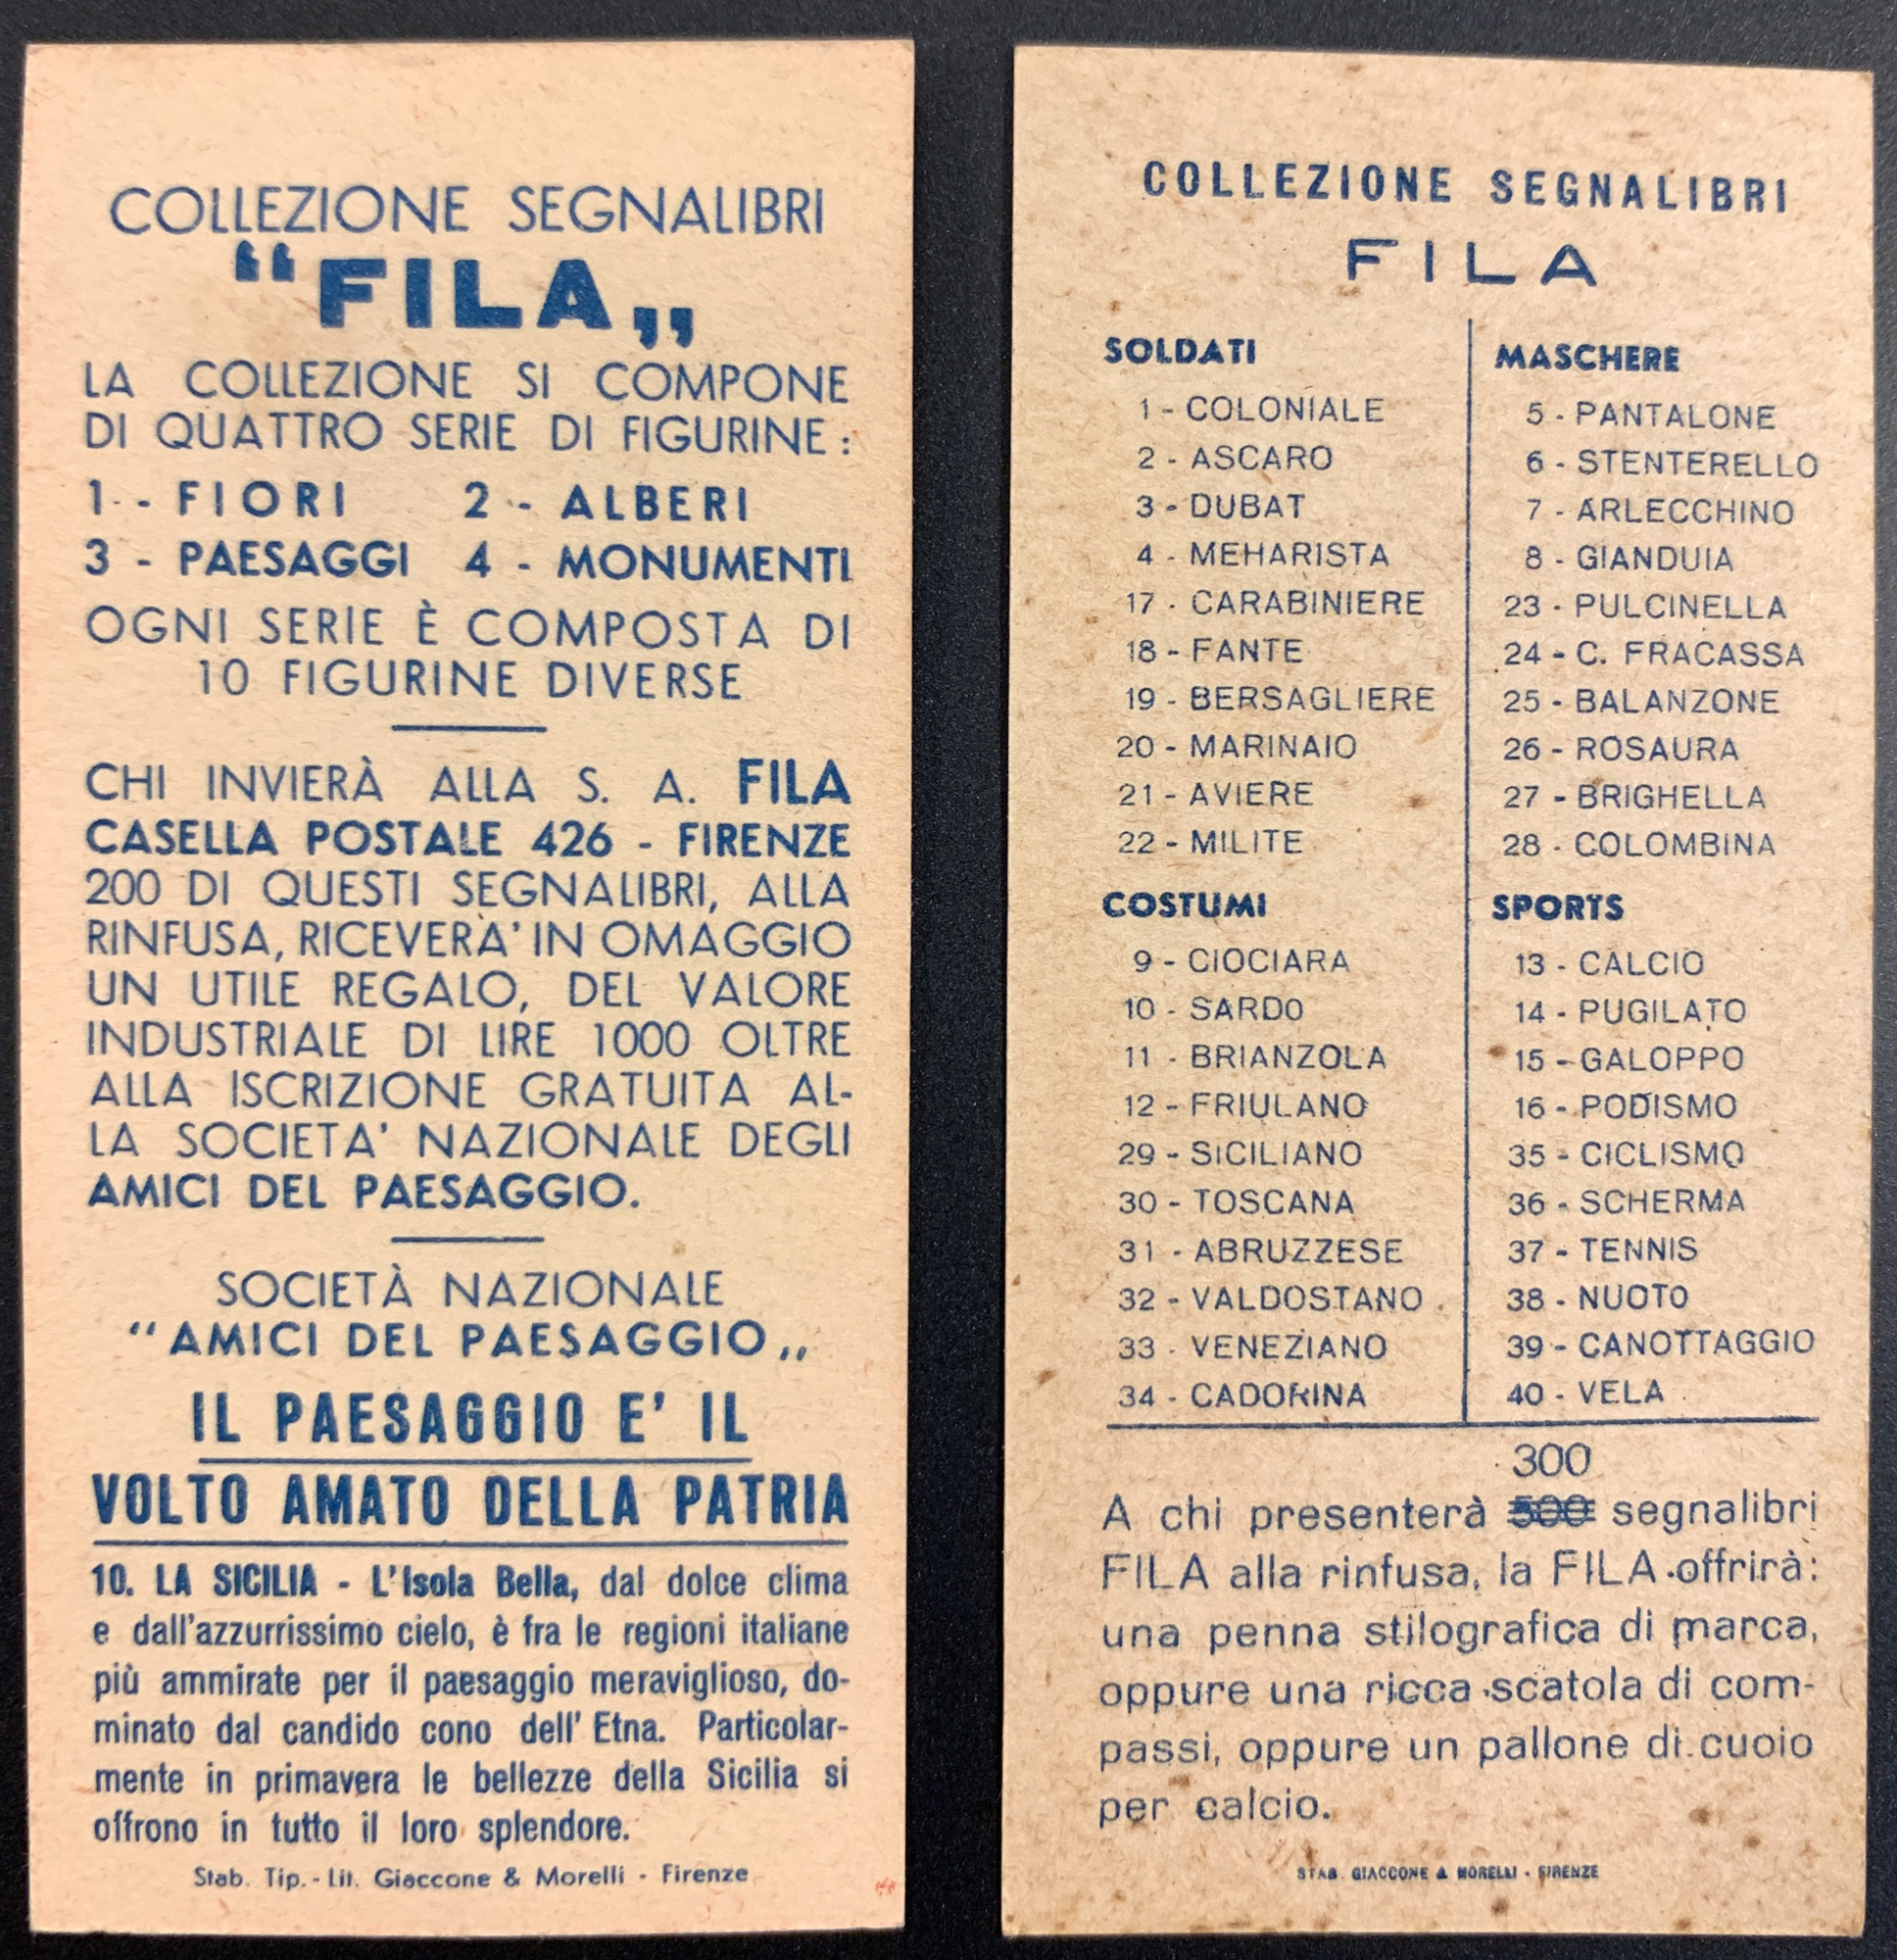 COLLEZIONE SEGNALIBRI
“FILA„
LA COLLEZIONE SI COMPONE
DI QUATTRO SERIE DI FIGURINE :
1 - FIORI 2 - ALBERI
3 - PAESAGGI 4 - MONUMENTI
OGNI SERIE È COMPOSTA DI
10 FIGURINE DIVERSE
CHI INVIERÀ ALLA S. A. FILA
CASELLA POSTALE 426 - FIRENZE
200 DI QUESTI SEGNALIBRI, ALLA
RINFUSA, RICEVERA' IN OMAGGIO
UN UTILE REGALO, DEL VALORE
INDUSTRIALE DI LIRE 1000 OLTRE
ALLA ISCRIZIONE GRATUITA AL-
LA SOCIETA' NAZIONALE DEGLI
AMICI DEL PAESAGGIO.
SOCIETÀ NAZIONALE
“AMICI DEL PAESAGGIO„
IL PAESAGGIO E' IL
VOLTO AMATO DELLA PATRIA
10. LA SICILIA - L'Isola Bella, dal dolce clima
e dall'azzurrissimo cielo, è fra le regioni italiane
più ammirate per il paesaggio meraviglioso, do-
minato dal candido cono dell' Etna. Particolar-
mente in primavera le bellezze della Sicilia si
offrono in tutto il loro splendore.
Stab. Tip. - Lit. Giaccone & Morelli - Firenze
COLLEZIONE SEGNALIBRI
FILA
SOLDATI
1 - COLONIALE
2 - ASCARO
3 - DUBAT
4 - MEHARISTA
17 - CARABINIERE
18 - FANTE
19 - BERSAGLIERE
20 - MARINAIO
21 - AVIERE
22 - MILITE
MASCHERE
5 - PANTALONE
6 - STENTERELLO
7 - ARLECCHINO
8 - GIANDUIA
23 - PULCINELLA
24 - C. FRACASSA
25 - BALANZONE
26 - ROSAURA
27 - BRIGHELLA
28 - COLOMBINA
COSTUMI
9 - CIOCIARA
10 - SARDO
11 - BRIANZOLA
12 - FRIULANO
29 - SICILIANO
30 - TOSCANA
31 - ABRUZZESE
32 - VALDOSTANO
33 - VENEZIANO
34 - CADORINA
SPORTS
13 - CALCIO
14 - PUGILATO
15 - GALOPPO
16 - PODISMO
35 - CICLISMO
36 - SCHERMA
37 - TENNIS
38 - NUOTO
39 - CANOTTAGGIO
40 - VELA
300
A chi presenterà 500 segnalibri
FILA alla rinfusa, la FILA offrirà:
una penna stilografica di marca,
oppure una ricca scatola di com-
passi, oppure un pallone di cuoio
per calcio.
STAB. GIACCONE & MORELLI - FIRENZE